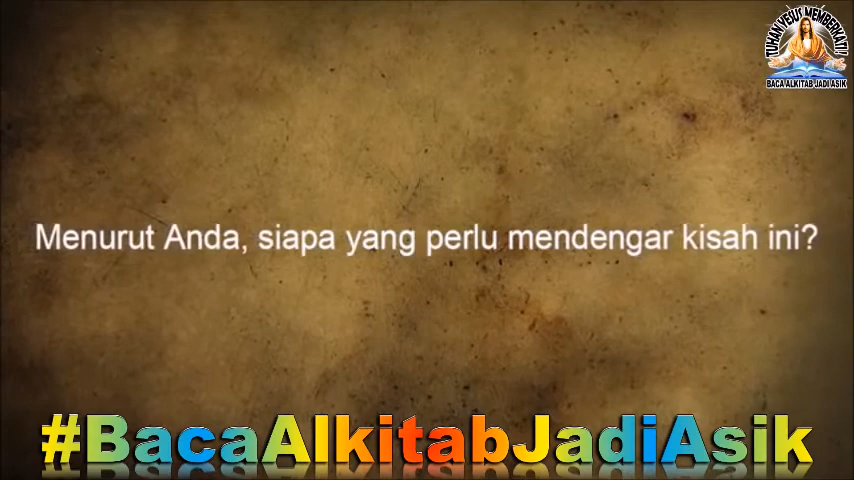 TUHAN YESUS MEMBERKATI!
BACA ALKITAB JADI ASIK
Menurut Anda, siapa yang perlu mendengar kisah ini?
#BacaAlkitabJadiAsik